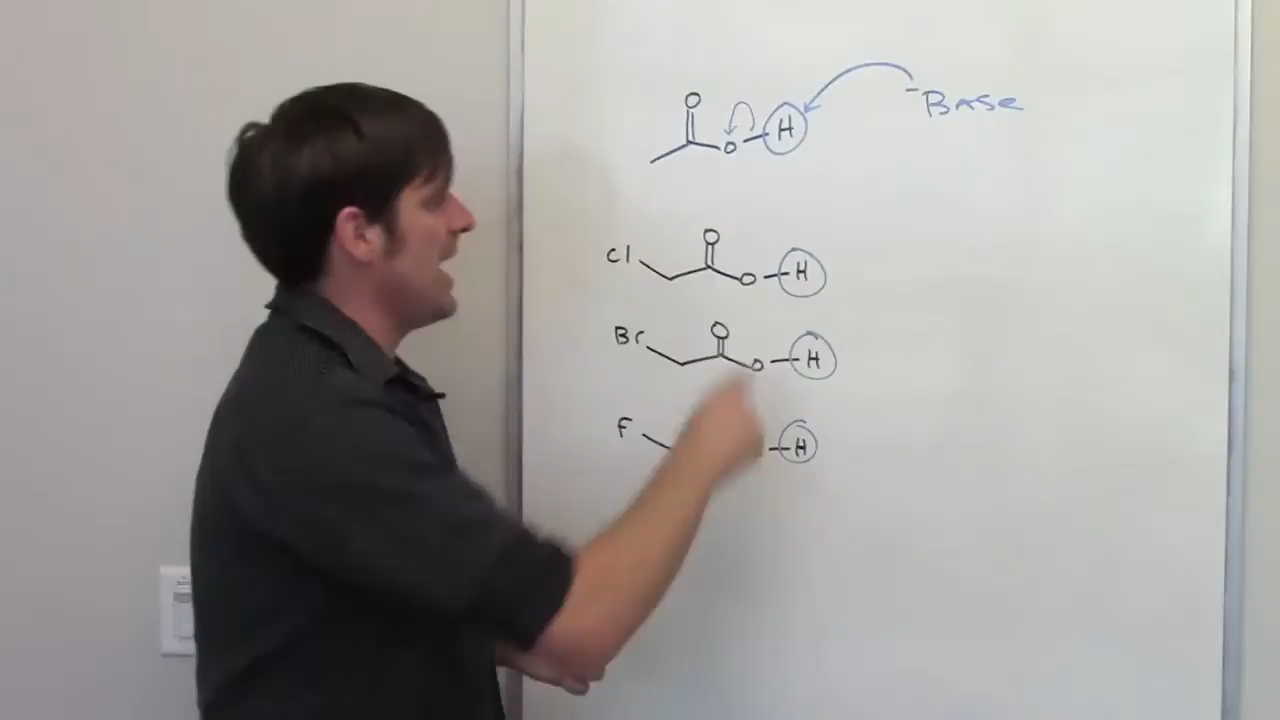 O
O H -Base
O
Cl O H
O
Br O H
F H